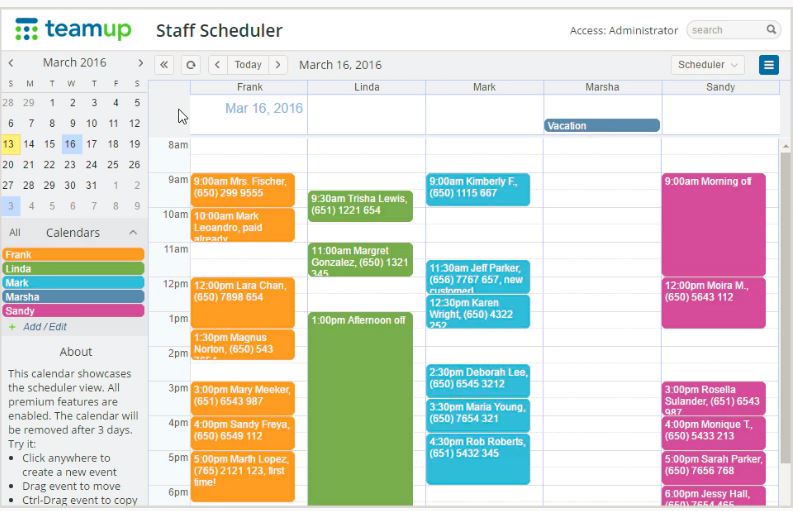 teamup Staff Scheduler Access: Administrator search
March 2016
S M T W T F S
28 29 1 2 3 4 5
6 7 8 9 10 11 12
13 14 15 16 17 18 19
20 21 22 23 24 25 26
27 28 29 30 31 1 2
3 4 5 6 7 8 9
All Calendars
Frank
Linda
Mark
Marsha
Sandy
+ Add / Edit
About
This calendar showcases
the scheduler view. All
premium features are
enabled. The calendar will
be removed after 3 days.
Try it:
• Click anywhere to
create a new event
• Drag event to move
• Ctrl-Drag event to copy
Today March 16, 2016 Scheduler
Frank Linda Mark Marsha Sandy
Mar 16, 2016
Vacation
8am
9am
10am
11am
12pm
1pm
2pm
3pm
4pm
5pm
6pm
9:00am Mrs. Fischer,
(650) 299 9555
10:00am Mark
Leoandro, paid
already
12:00pm Lara Chan,
(650) 7898 654
1:30pm Magnus
Norton, (650) 543
3:00pm Mary Meeker,
(651) 6543 987
4:00pm Sandy Freya,
(650) 6549 112
5:00pm Marth Lopez,
(765) 2121 123, first
time!
9:30am Trisha Lewis,
(651) 1221 654
11:00am Margret
Gonzalez, (650) 1321
345
1:00pm Afternoon off
9:00am Kimberly F.,
(650) 1115 667
11:30am Jeff Parker,
(656) 7767 657, new
customed
12:30pm Karen
Wright, (650) 4322
252
2:30pm Deborah Lee,
(650) 6545 3212
3:30pm Maria Young,
(650) 7654 321
4:30pm Rob Roberts,
(651) 5432 345
9:00am Morning off
12:00pm Moira M.,
(650) 5643 112
3:00pm Rosella
Sulander, (651) 6543
987
4:00pm Monique T.,
(650) 5433 213
5:00pm Sarah Parker,
(650) 7656 768
6:00pm Jessy Hall,
(650) 7654 465